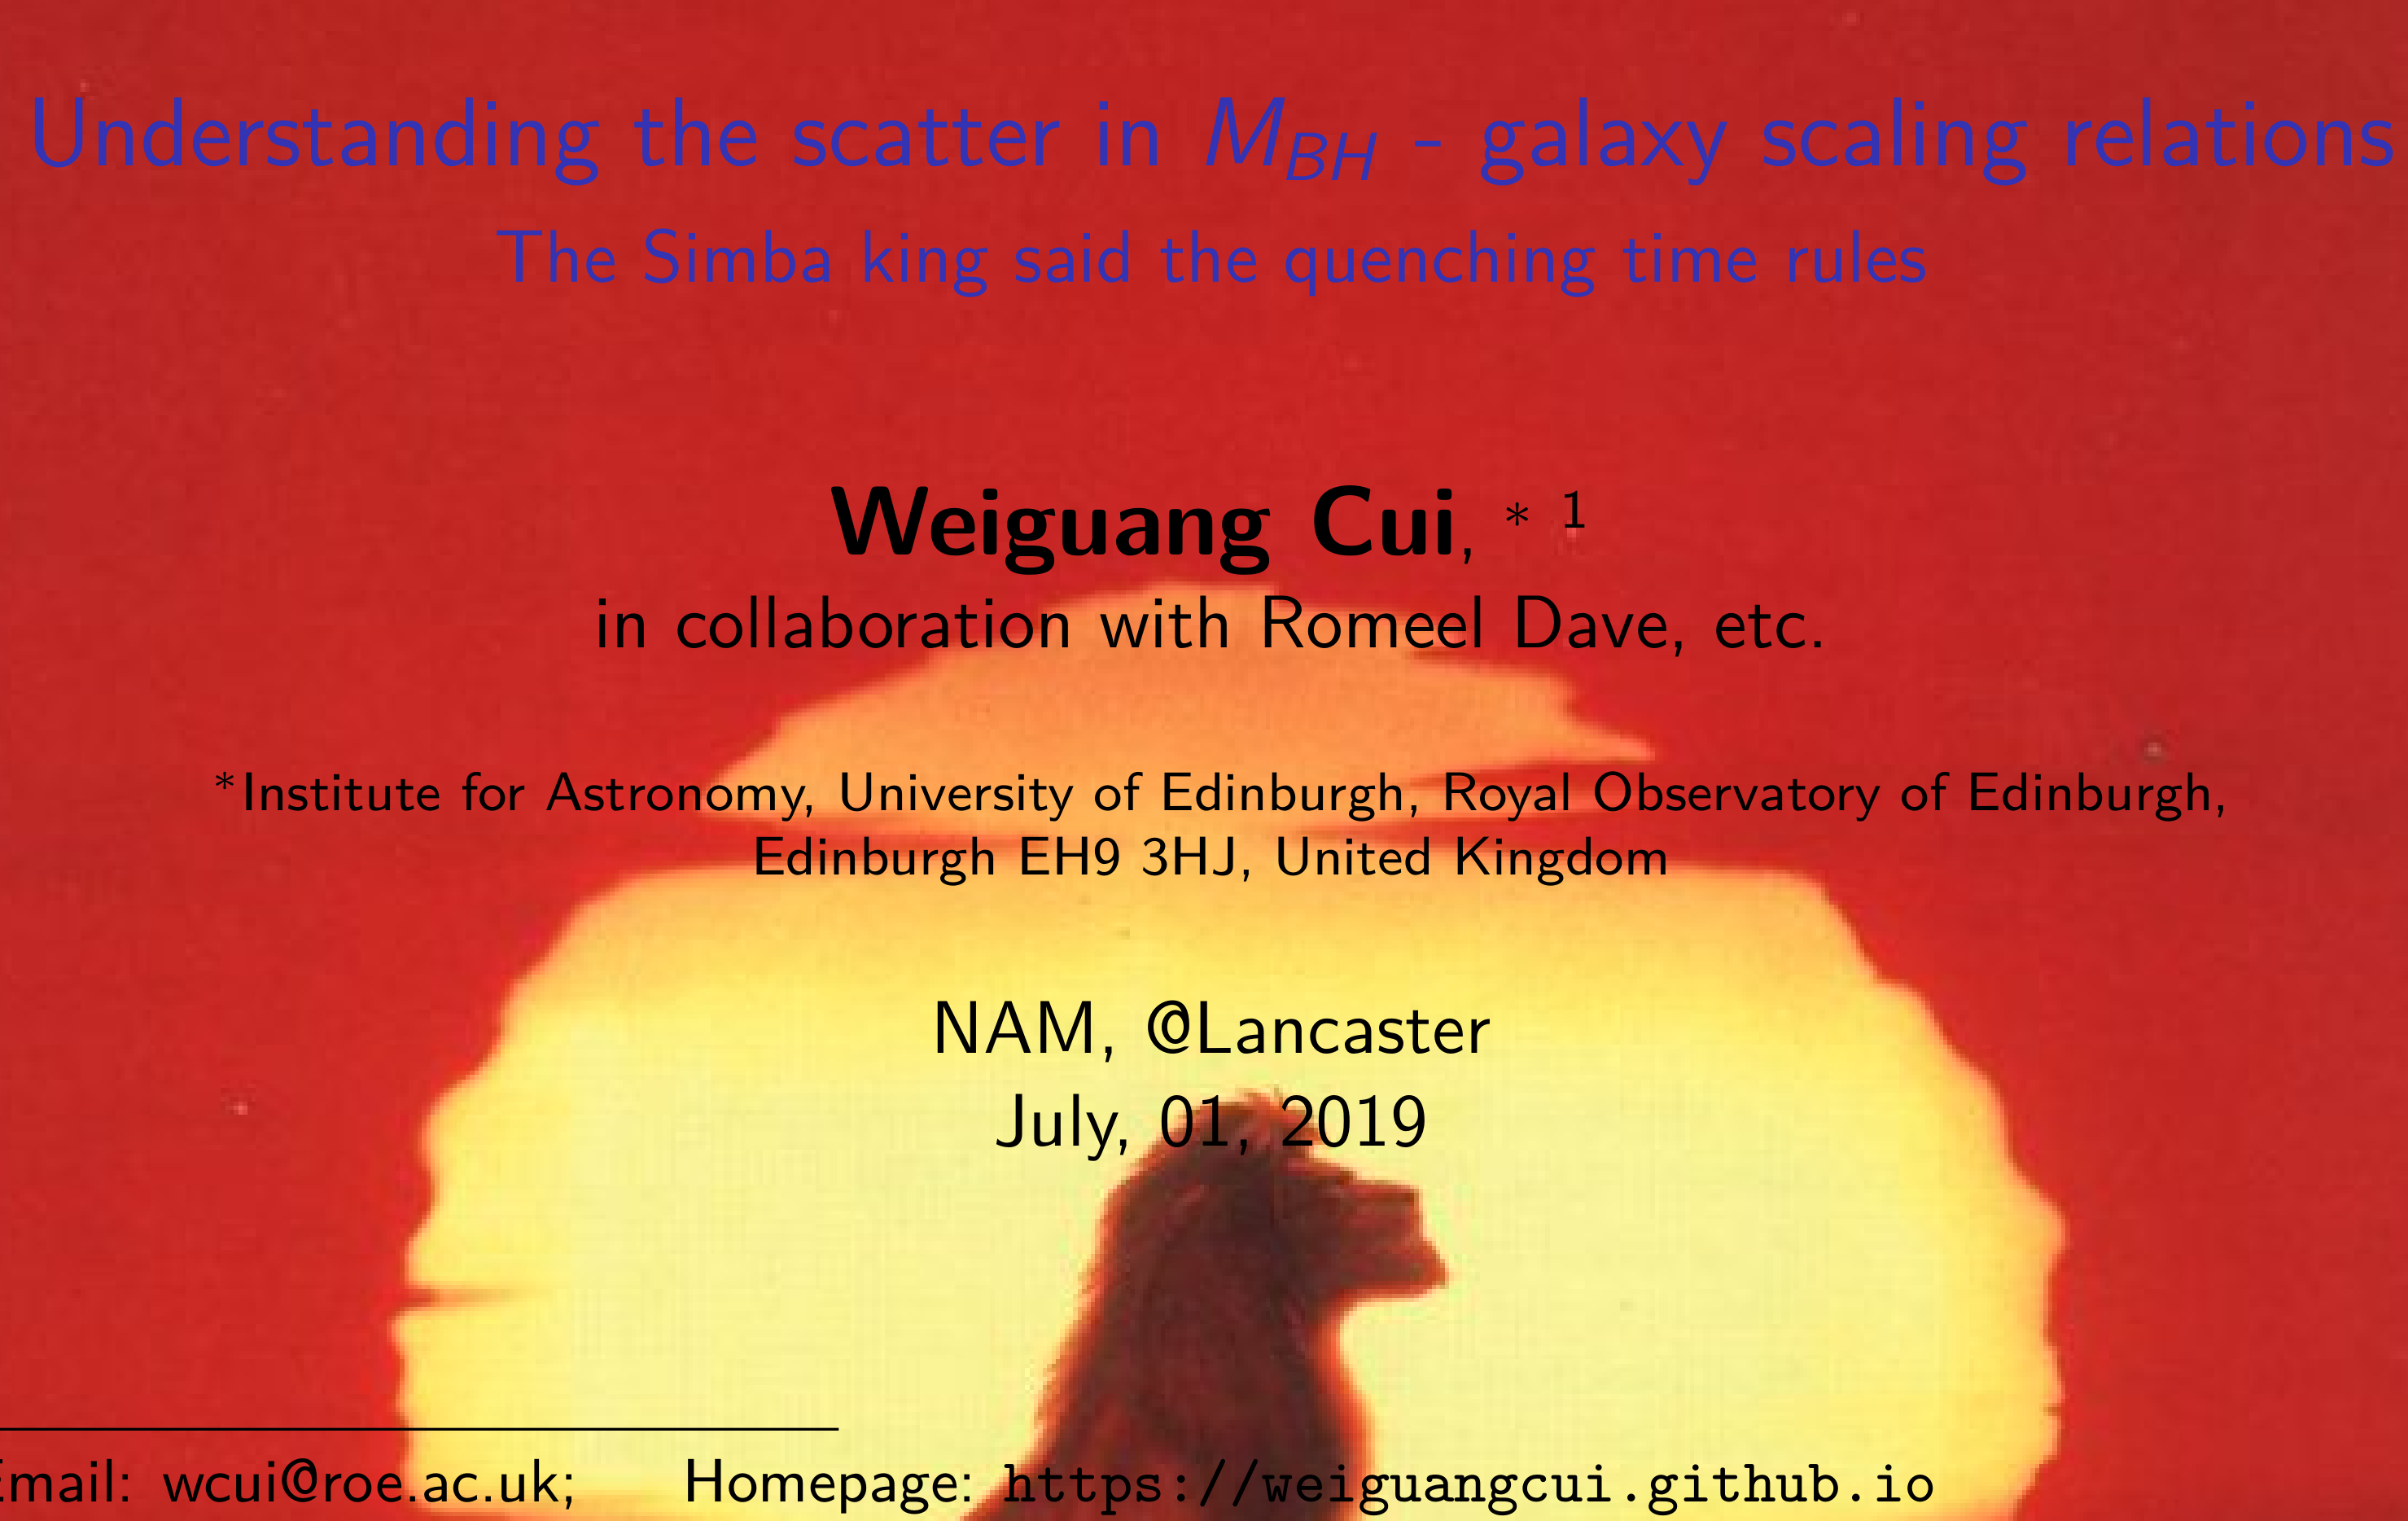 Understanding the scatter in M_BH - galaxy scaling relations
The Simba king said the quenching time rules
Weiguang Cui, * 1
in collaboration with Romeel Dave, etc.
*Institute for Astronomy, University of Edinburgh, Royal Observatory of Edinburgh,
Edinburgh EH9 3HJ, United Kingdom
NAM, @Lancaster
July, 01, 2019
Email: wcui@roe.ac.uk; Homepage: https://weiguangcui.github.io